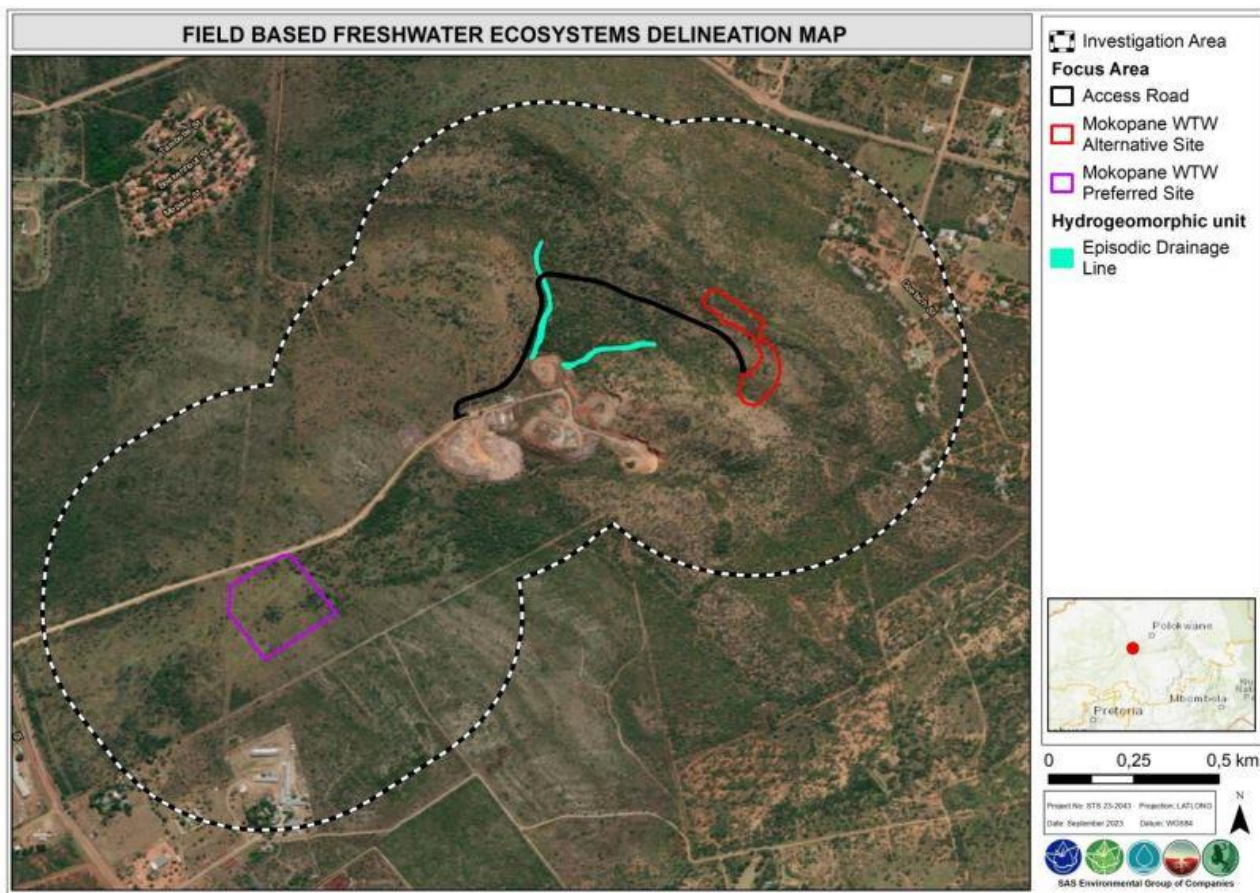 FIELD BASED FRESHWATER ECOSYSTEMS DELINEATION MAP
Investigation Area
Focus Area
Access Road
Mokopane WTW
Alternative Site
Mokopane WTW
Preferred Site
Hydrogeomorphic unit
Episodic Drainage
Line
Polokwane
Mbombela
Pretoria
0 0,25 0,5 km
Project No: STS 23-2043 Projection: LATLONG
Date: September 2023 Datum: WGS84
N
SAS Environmental Group of Companies